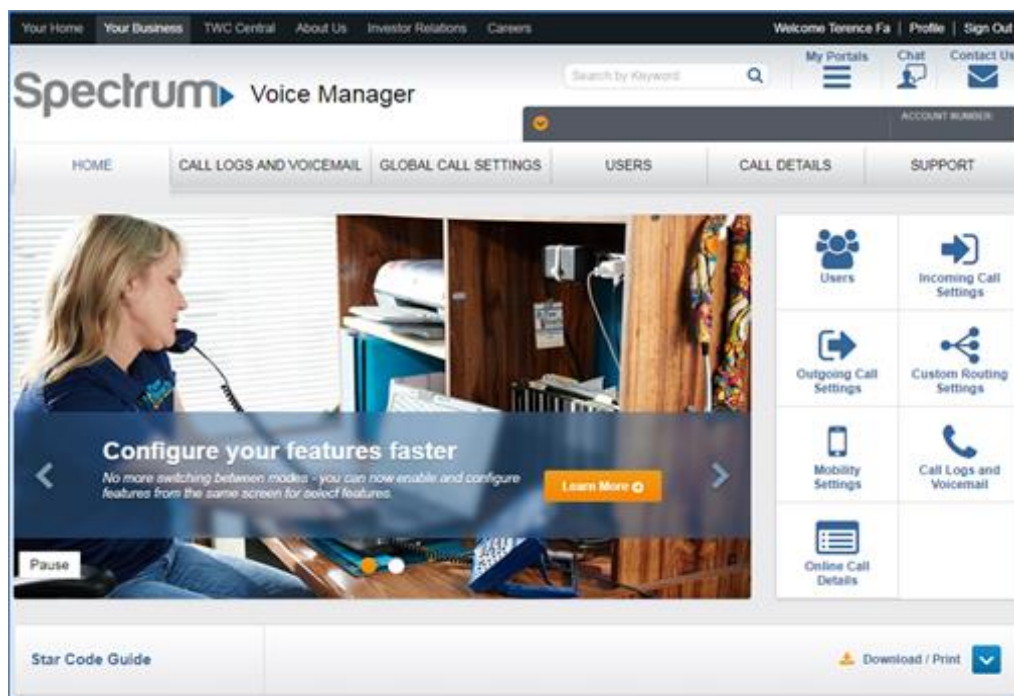 Your Home Your Business TWC Central About Us Investor Relations Careers Welcome Terence Fa | Profile | Sign Out
Spectrum Voice Manager
Search by Keyword
My Portals Chat Contact Us
ACCOUNT NUMBER:
HOME CALL LOGS AND VOICEMAIL GLOBAL CALL SETTINGS USERS CALL DETAILS SUPPORT
Configure your features faster
No more switching between modes - you can now enable and configure
features from the same screen for select features.
Learn More
Pause
Users
Incoming Call
Settings
Outgoing Call
Settings
Custom Routing
Settings
Mobility
Settings
Call Logs and
Voicemail
Online Call
Details
Star Code Guide
Download / Print